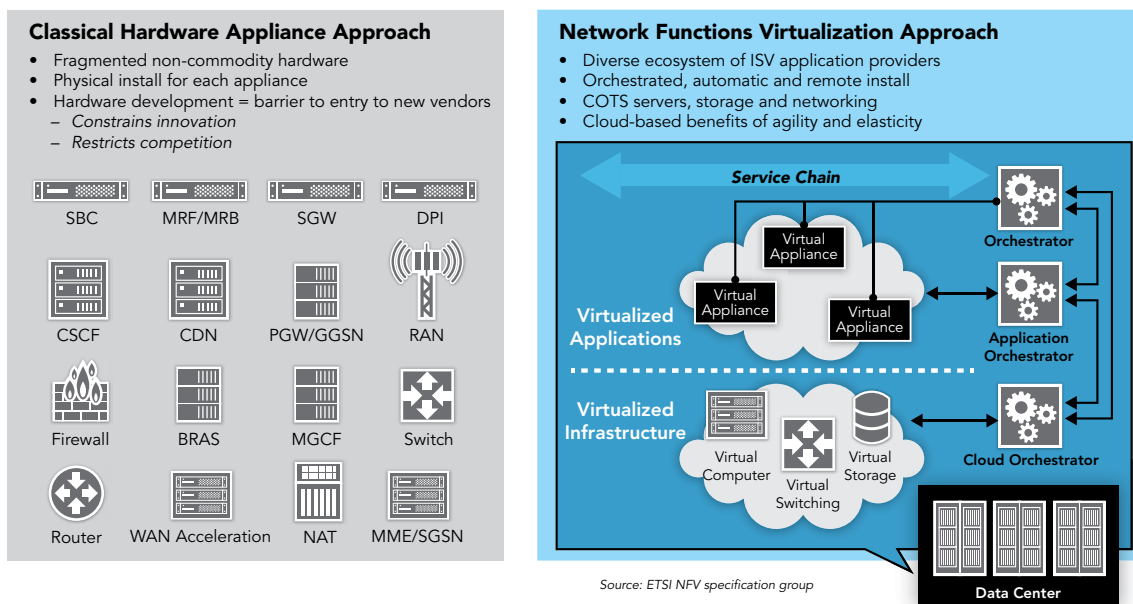 Classical Hardware Appliance Approach
• Fragmented non-commodity hardware
• Physical install for each appliance
• Hardware development = barrier to entry to new vendors
– Constrains innovation
– Restricts competition
SBC
MRF/MRB
SGW
DPI
CSCF
CDN
PGW/GGSN
RAN
Firewall
BRAS
MGCF
Switch
Router
WAN Acceleration
NAT
MME/SGSN
Network Functions Virtualization Approach
• Diverse ecosystem of ISV application providers
• Orchestrated, automatic and remote install
• COTS servers, storage and networking
• Cloud-based benefits of agility and elasticity
Service Chain
Orchestrator
Virtual
Appliance
Virtual
Appliance
Virtual
Appliance
Virtualized
Applications
Application
Orchestrator
Virtualized
Infrastructure
Virtual
Computer
Virtual
Switching
Virtual
Storage
Cloud Orchestrator
Data Center
Source: ETSI NFV specification group